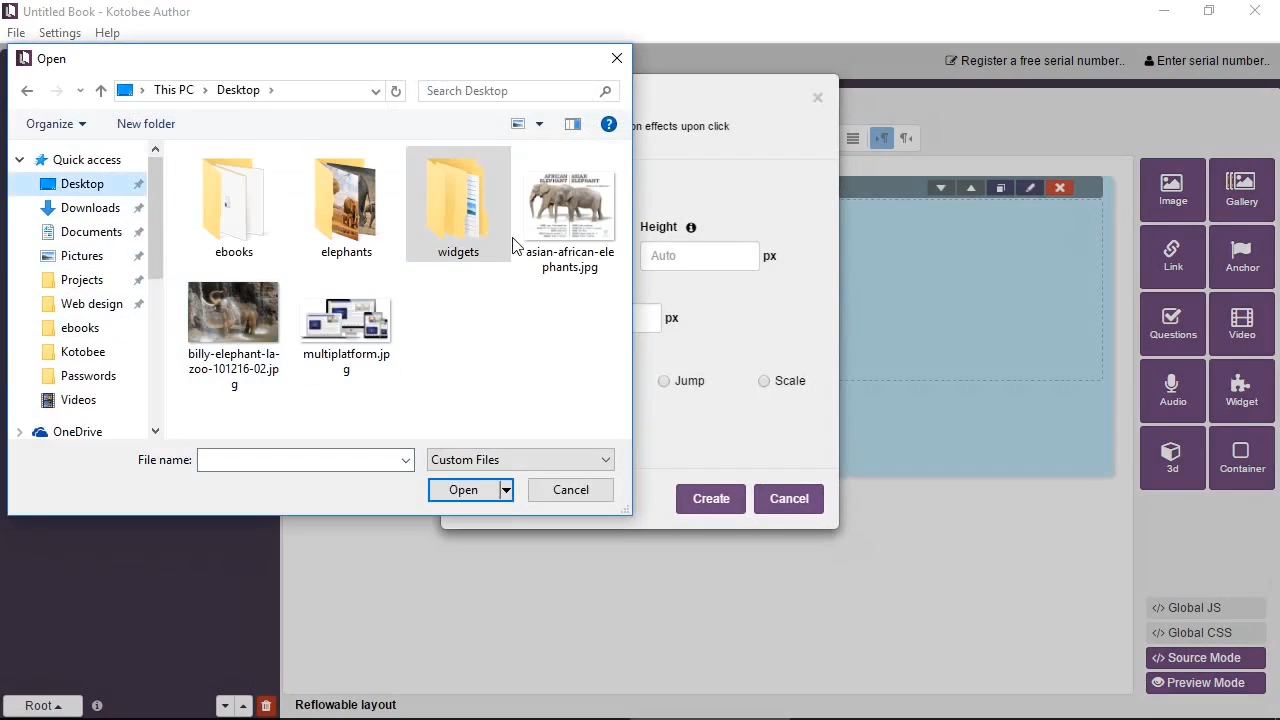 Untitled Book - Kotobee Author
File
Settings
Help
Register a free serial number..
Enter serial number..
Open
This PC
Desktop
Search Desktop
Organize
New folder
Quick access
Desktop
Downloads
Documents
Pictures
Projects
Web design
ebooks
Kotobee
Passwords
Videos
OneDrive
ebooks
elephants
widgets
AFRICAN ELEPHANT
ASIAN ELEPHANT
asian-african-ele
phants.jpg
billy-elephant-la-
zoo-101216-02.jp
g
multiplatform.jp
g
File name:
Custom Files
Open
Cancel
on effects upon click
Height
Auto
px
px
Jump
Scale
Create
Cancel
Image
Gallery
Link
Anchor
Questions
Video
Audio
Widget
3d
Container
</> Global JS
</> Global CSS
</> Source Mode
Preview Mode
Root
Reflowable layout